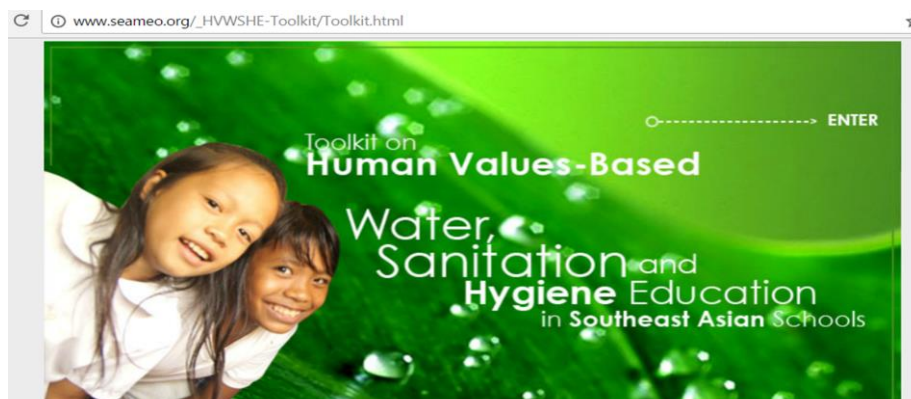 www.seameo.org/_HVWSHE-Toolkit/Toolkit.html
ENTER
Toolkit on
Human Values-Based
Water,
Sanitation and
Hygiene Education
in Southeast Asian Schools